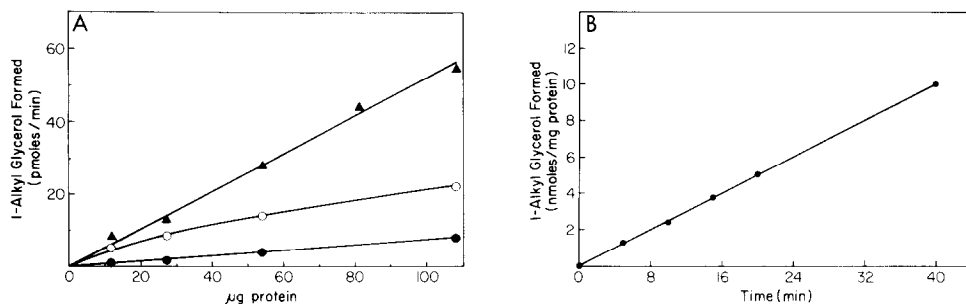 A
1-Alkyl Glycerol Formed
(pmoles/min)
60
40
20
0
20
40
60
80
100
µg protein
B
1-Alkyl Glycerol Formed
(nmoles/mg protein)
12
10
8
6
4
2
0
8
16
24
32
40
Time (min)